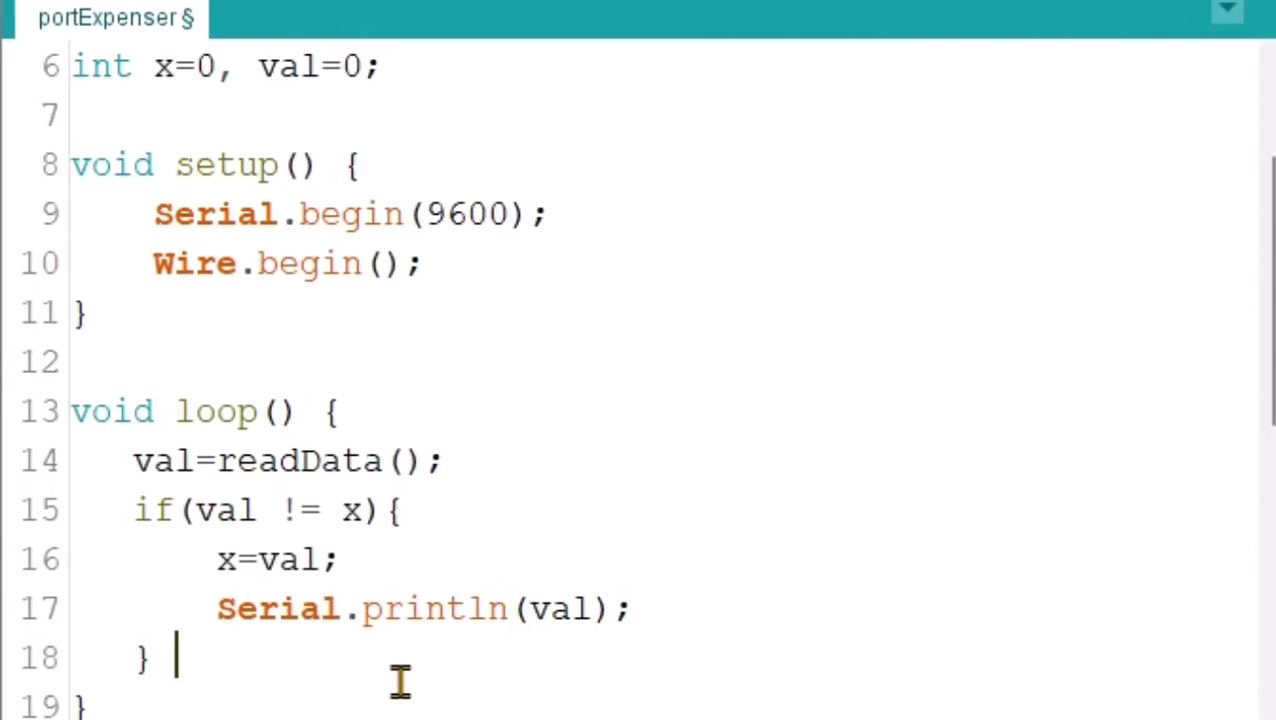 portExpenser §
6 int x=0, val=0;
7
8 void setup() {
9 Serial.begin(9600);
10 Wire.begin();
11 }
12
13 void loop() {
14 val=readData();
15 if(val != x){
16 x=val;
17 Serial.println(val);
18 }
19 }